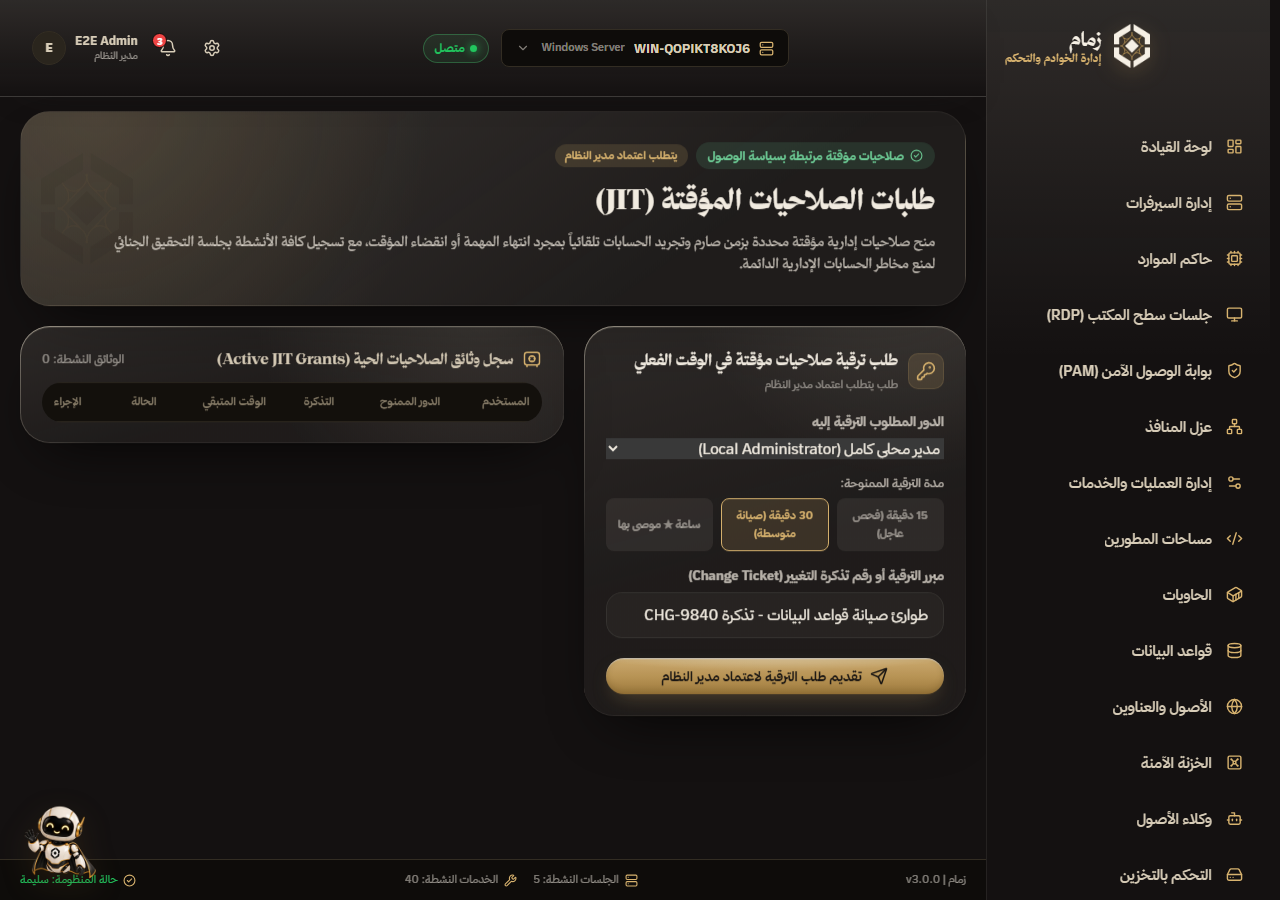 زمام
إدارة الخوادم والتحكم
WIN-QOPIKT8KOJ6 Windows Server
متصل
3
E2E Admin
مدير النظام
E
لوحة القيادة
إدارة السيرفرات
حاكم الموارد
جلسات سطح المكتب (RDP)
بوابة الوصول الآمن (PAM)
عزل المنافذ
إدارة العمليات والخدمات
مساحات المطورين
الحاويات
قواعد البيانات
الأصول والعناوين
الخزنة الآمنة
وكلاء الأصول
التحكم بالتخزين
صلاحيات مؤقتة مرتبطة بسياسة الوصول
يتطلب اعتماد مدير النظام
طلبات الصلاحيات المؤقتة (JIT)
منح صلاحيات إدارية مؤقتة محددة بزمن صارم وتجريد الحسابات تلقائياً بمجرد انتهاء المهمة أو انقضاء المؤقت، مع تسجيل كافة الأنشطة بجلسة التحقيق الجنائي
لمنع مخاطر الحسابات الإدارية الدائمة.
طلب ترقية صلاحيات مؤقتة في الوقت الفعلي
طلب يتطلب اعتماد مدير النظام
الدور المطلوب الترقية إليه
مدير محلي كامل (Local Administrator)
مدة الترقية الممنوحة:
15 دقيقة (فحص
عاجل)
30 دقيقة (صيانة
متوسطة)
ساعة ★ موصى بها
مبرر الترقية أو رقم تذكرة التغيير (Change Ticket)
طوارئ صيانة قواعد البيانات - تذكرة CHG-9840
تقديم طلب الترقية لاعتماد مدير النظام
سجل وثائق الصلاحيات الحية (Active JIT Grants)
الوثائق النشطة: 0
المستخدم الدور الممنوح التذكرة الوقت المتبقي الحالة الإجراء
زمام | v3.0.0
الجلسات النشطة: 5
الخدمات النشطة: 40
حالة المنظومة: سليمة